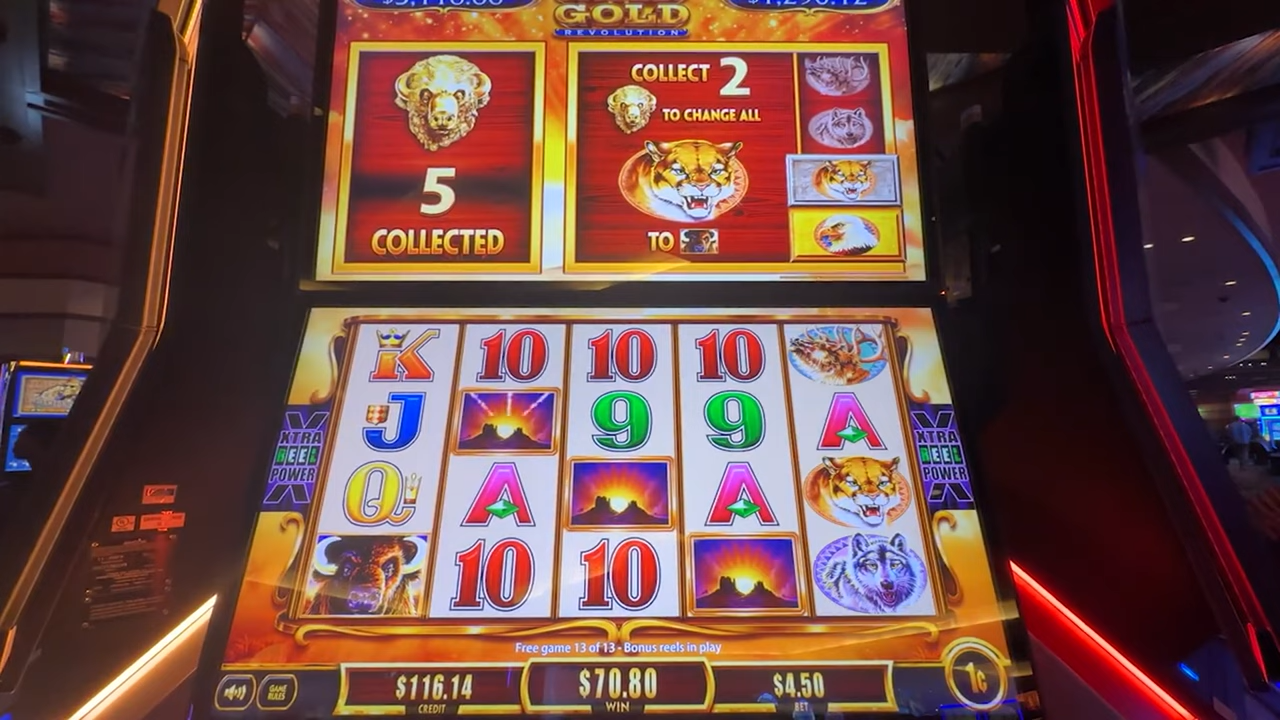 GOLD
REVOLUTION
5
COLLECTED
COLLECT 2
TO CHANGE ALL
TO
K 10 10 10
J 9 9 A
Q A A
10 10
XTRA
REEL
POWER
XTRA
REEL
POWER
Free game 13 of 13 - Bonus reels in play
GAME
RULES
$116.14
CREDIT
$70.80
WIN
$4.50
BET
1¢